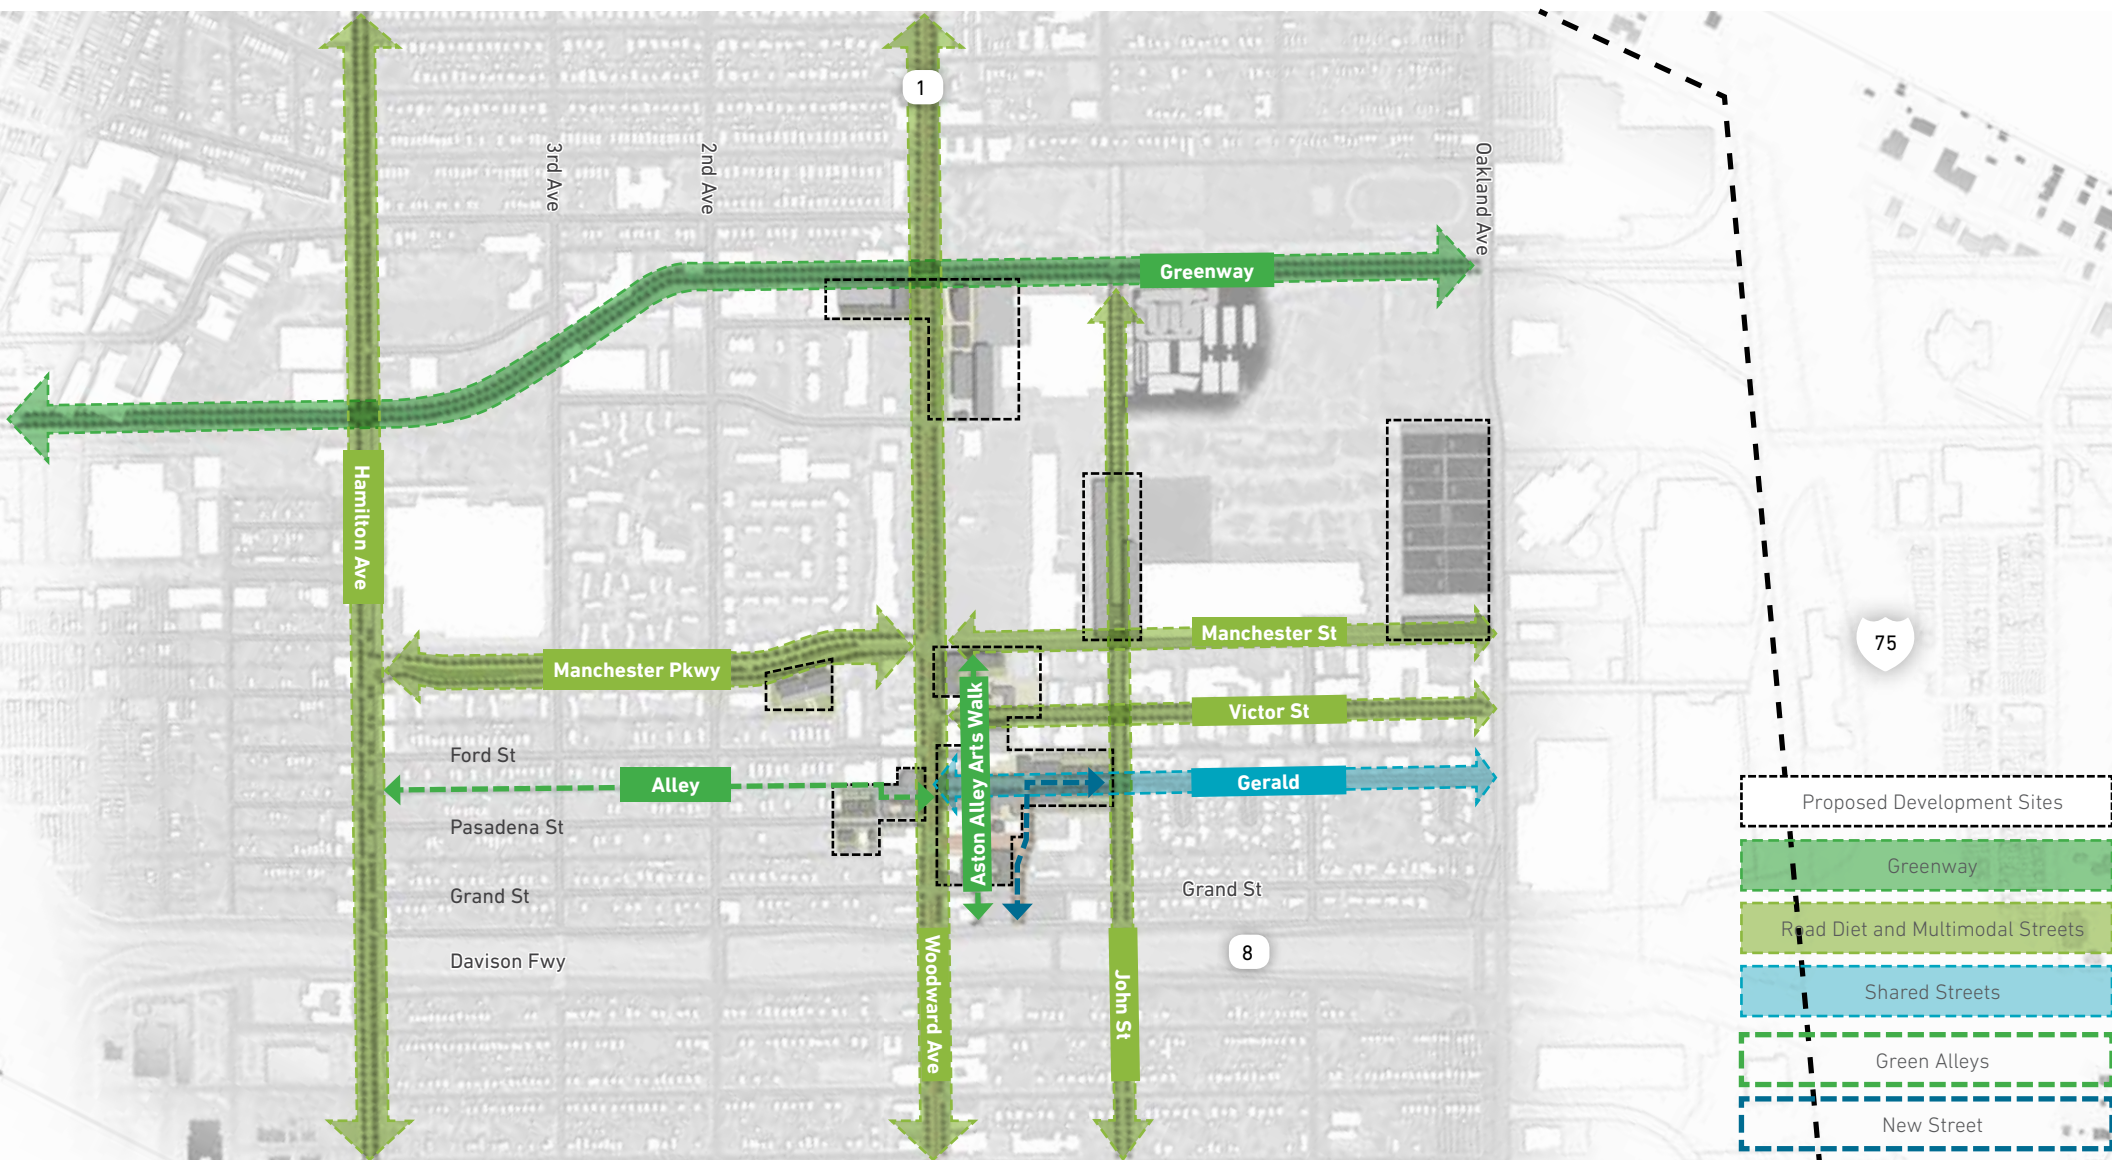 1
3rd Ave
2nd Ave
Oakland Ave
Greenway
Hamilton Ave
Manchester St
75
Manchester Pkwy
Aston Alley Arts Walk
Victor St
Ford St
Alley
Gerald
Proposed Development Sites
Pasadena St
Greenway
Grand St
Grand St
Road Diet and Multimodal Streets
Davison Fwy
8
Woodward Ave
John St
Shared Streets
Green Alleys
New Street